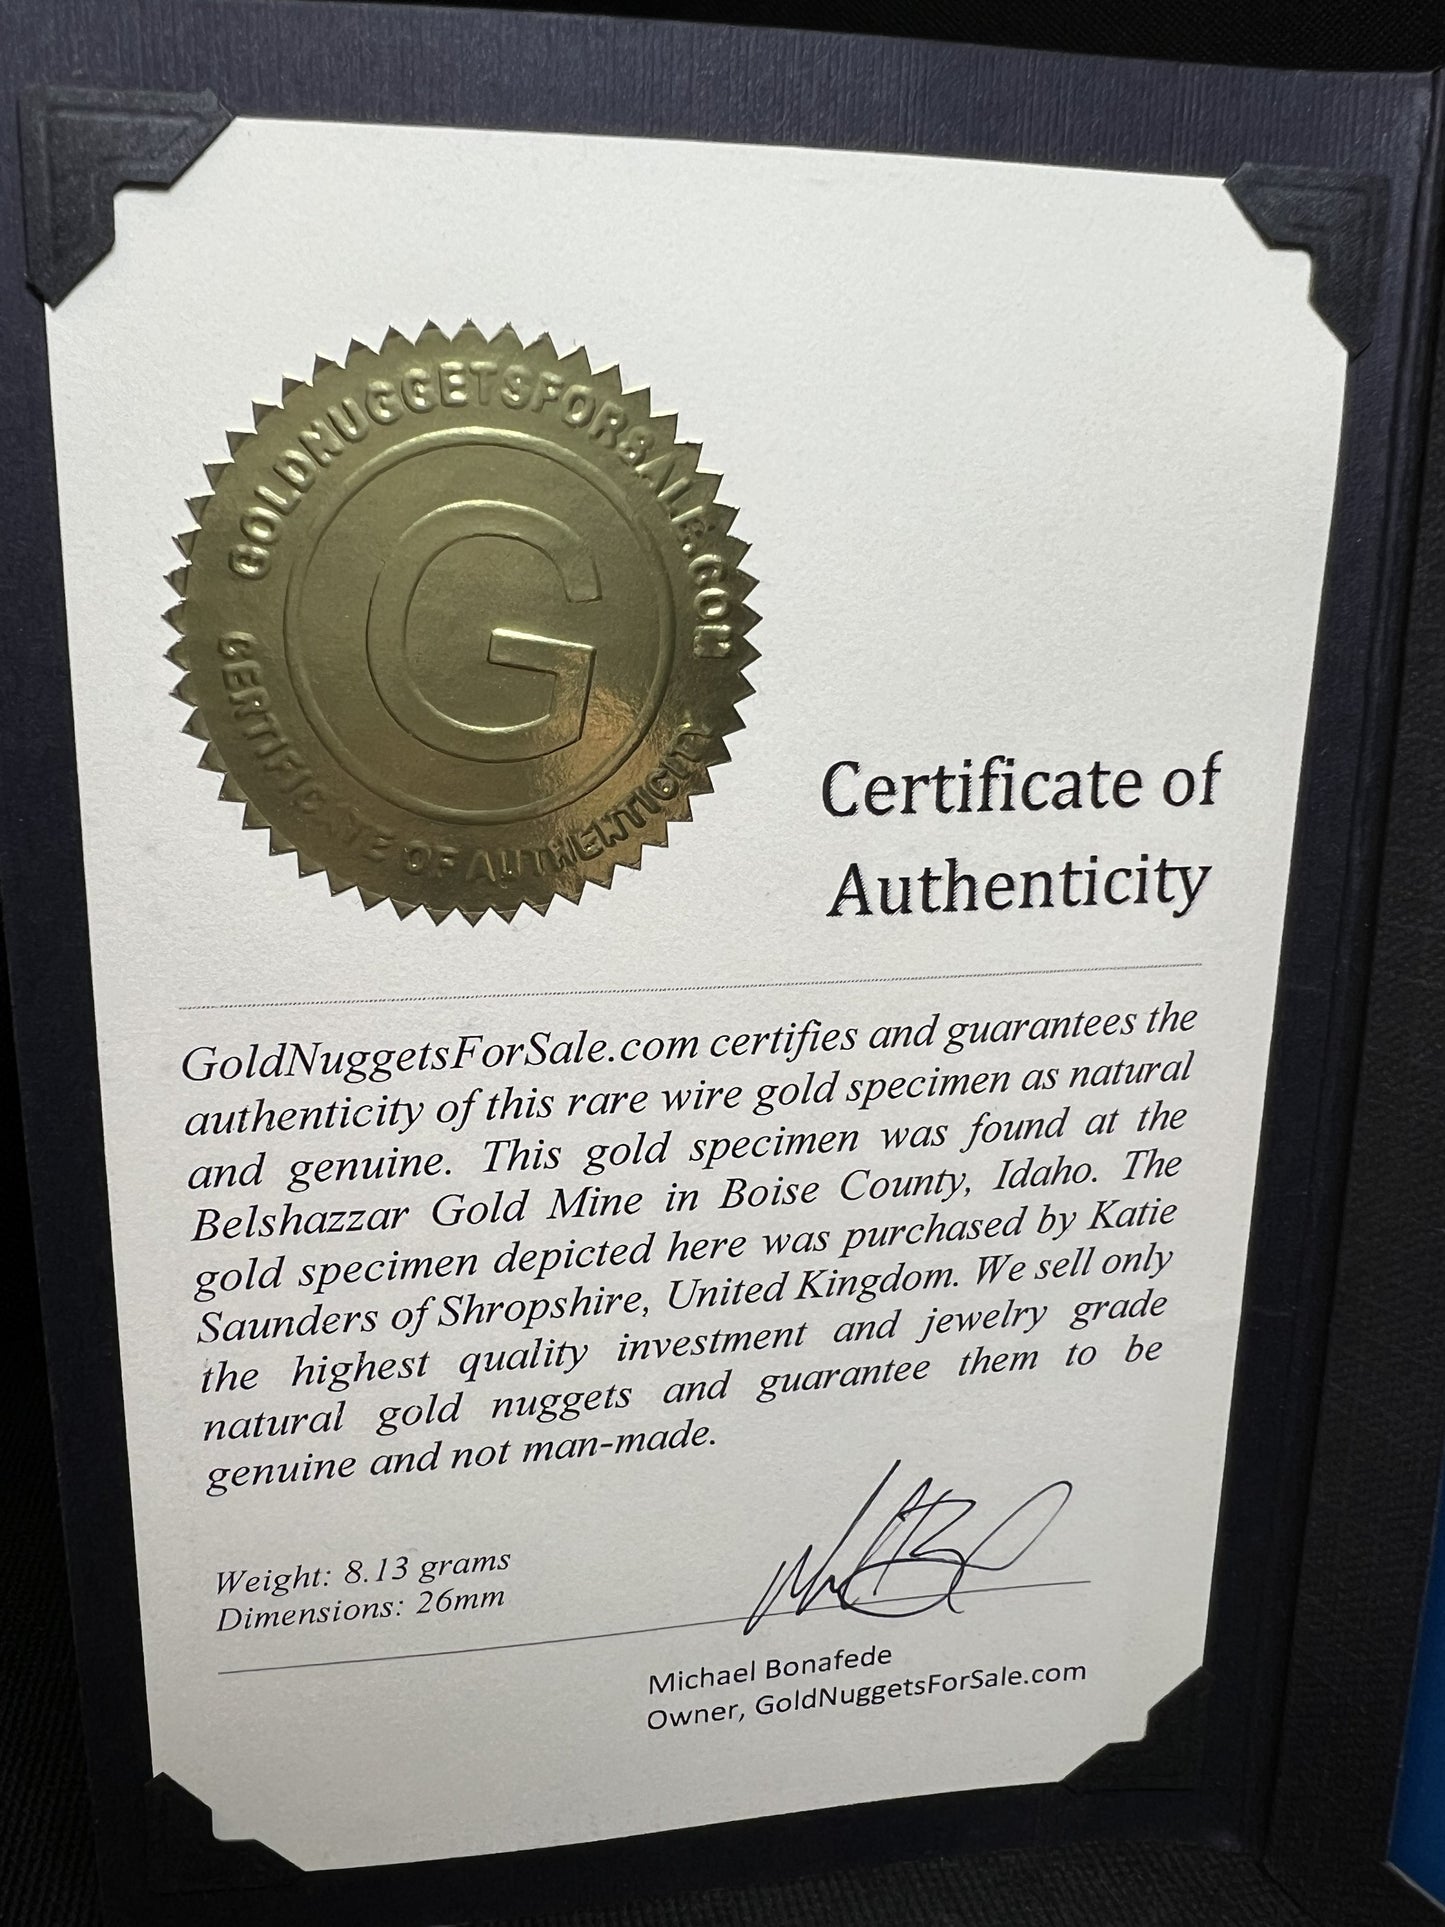 GOLDNUGGETSFORSALE.COM
CERTIFICATE OF AUTHENTICITY
G
Certificate of
Authenticity
GoldNuggetsForSale.com certifies and guarantees the
authenticity of this rare wire gold specimen as natural
and genuine. This gold specimen was found at the
Belshazzar Gold Mine in Boise County, Idaho. The
gold specimen depicted here was purchased by Katie
Saunders of Shropshire, United Kingdom. We sell only
the highest quality investment and jewelry grade
natural gold nuggets and guarantee them to be
genuine and not man-made.
Weight: 8.13 grams
Dimensions: 26mm
Michael Bonafede
Owner, GoldNuggetsForSale.com